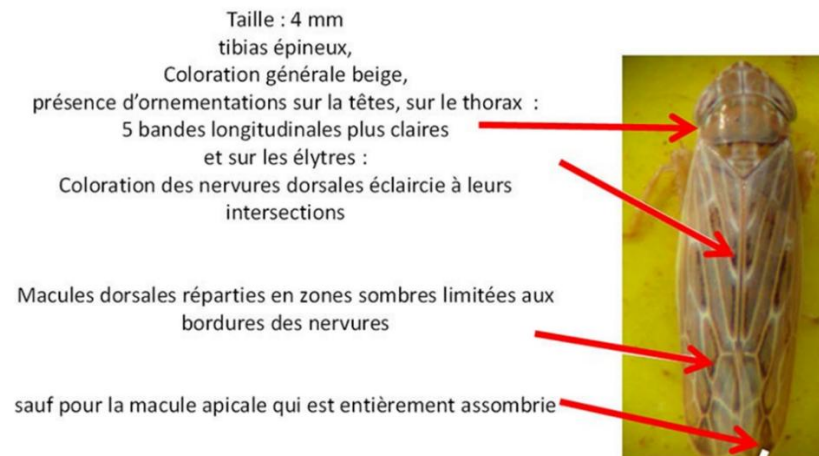 Taille : 4 mm
tibias épineux,
Coloration générale beige,
présence d’ornementations sur la têtes, sur le thorax :
5 bandes longitudinales plus claires
et sur les élytres :
Coloration des nervures dorsales éclaircie à leurs
intersections
Macules dorsales réparties en zones sombres limitées aux
bordures des nervures
sauf pour la macule apicale qui est entièrement assombrie